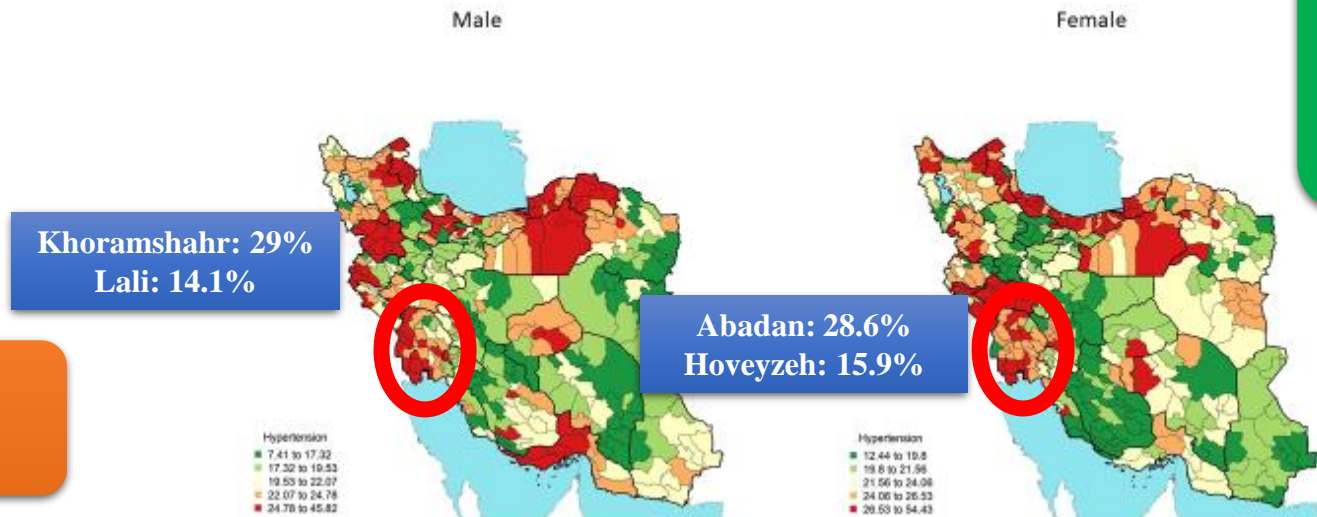 Male
Female
Khoramshahr: 29%
Lali: 14.1%
Abadan: 28.6%
Hoveyzeh: 15.9%
Hypertension
7.41 to 17.32
17.32 to 19.53
19.53 to 22.07
22.07 to 24.78
24.78 to 45.82
Hypertension
12.44 to 19.8
19.8 to 21.56
21.56 to 24.06
24.06 to 26.53
26.53 to 54.43